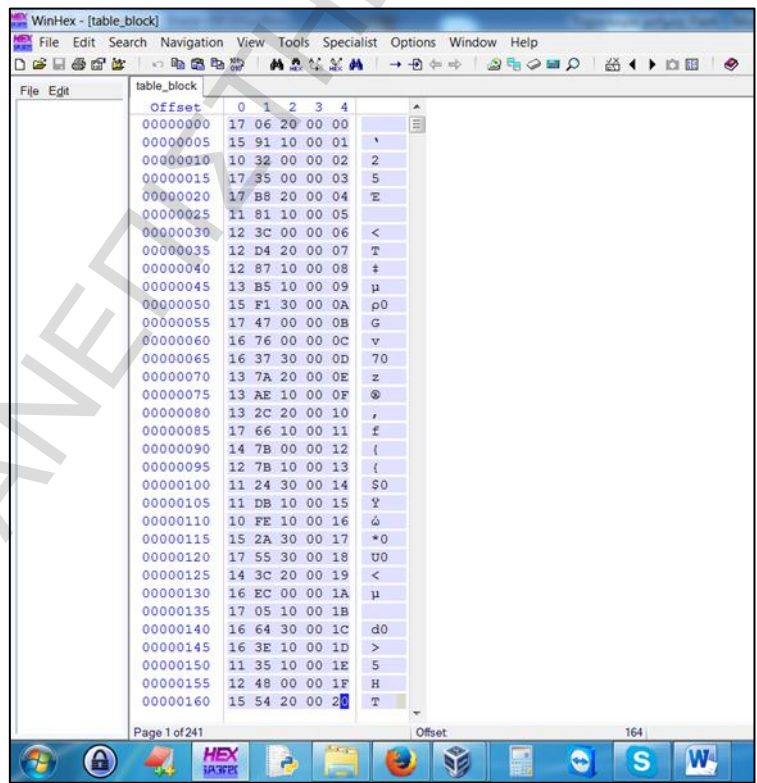 WinHex - [table_block]
File Edit Search Navigation View Tools Specialist Options Window Help
File Edit
table_block
Offset 0 1 2 3 4
00000000 17 06 20 00 00
00000005 15 91 10 00 01 ‛
00000010 10 32 00 00 02 2
00000015 17 35 00 00 03 5
00000020 17 B8 20 00 04 Έ
00000025 11 81 10 00 05
00000030 12 3C 00 00 06 <
00000035 12 D4 20 00 07 Τ
00000040 12 87 10 00 08 ‡
00000045 13 B5 10 00 09 µ
00000050 15 F1 30 00 0A ρ0
00000055 17 47 00 00 0B G
00000060 16 76 00 00 0C v
00000065 16 37 30 00 0D 70
00000070 13 7A 20 00 0E z
00000075 13 AE 10 00 0F ®
00000080 13 2C 20 00 10 ,
00000085 17 66 10 00 11 f
00000090 14 7B 00 00 12 {
00000095 12 7B 10 00 13 {
00000100 11 24 30 00 14 $0
00000105 11 DB 10 00 15 Ϋ
00000110 10 FE 10 00 16 ώ
00000115 15 2A 30 00 17 *0
00000120 17 55 30 00 18 U0
00000125 14 3C 20 00 19 <
00000130 16 EC 00 00 1A μ
00000135 17 05 10 00 1B
00000140 16 64 30 00 1C d0
00000145 16 3E 10 00 1D >
00000150 11 35 10 00 1E 5
00000155 12 48 00 00 1F H
00000160 15 54 20 00 20 T
Page 1 of 241 Offset: 164
HEX S W